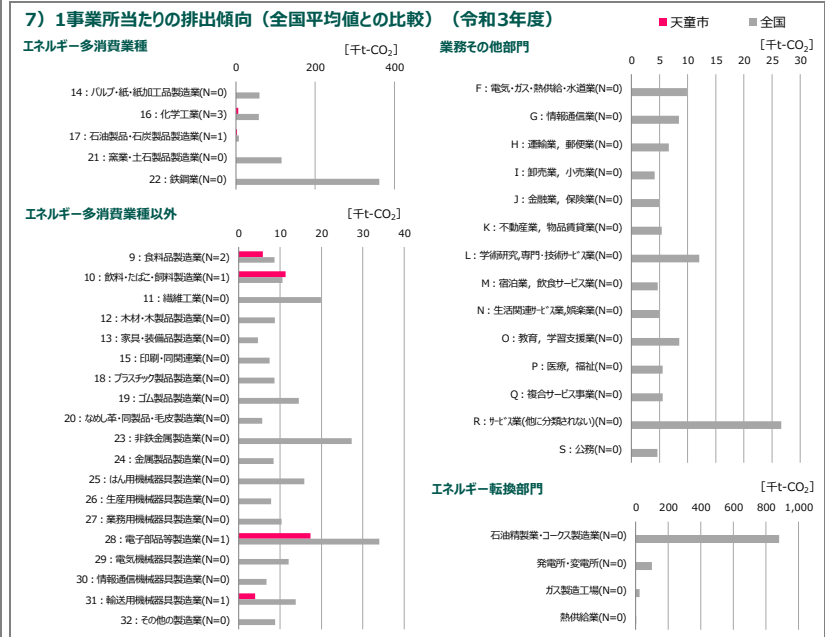 7）1事業所当たりの排出傾向（全国平均値との比較）（令和3年度）
■天童市 ■全国
エネルギー多消費業種
［千t-CO₂］
0 200 400
14：パルプ･紙･紙加工品製造業(N=0)
16：化学工業(N=3)
17：石油製品･石炭製品製造業(N=1)
21：窯業･土石製品製造業(N=0)
22：鉄鋼業(N=0)
エネルギー多消費業種以外
［千t-CO₂］
0 10 20 30 40
9：食料品製造業(N=2)
10：飲料･たばこ･飼料製造業(N=1)
11：繊維工業(N=0)
12：木材･木製品製造業(N=0)
13：家具･装備品製造業(N=0)
15：印刷･同関連業(N=0)
18：プラスチック製品製造業(N=0)
19：ゴム製品製造業(N=0)
20：なめし革･同製品･毛皮製造業(N=0)
23：非鉄金属製造業(N=0)
24：金属製品製造業(N=0)
25：はん用機械器具製造業(N=0)
26：生産用機械器具製造業(N=0)
27：業務用機械器具製造業(N=0)
28：電子部品等製造業(N=1)
29：電気機械器具製造業(N=0)
30：情報通信機械器具製造業(N=0)
31：輸送用機械器具製造業(N=1)
32：その他の製造業(N=0)
業務その他部門
［千t-CO₂］
0 5 10 15 20 25 30
F：電気･ガス･熱供給･水道業(N=0)
G：情報通信業(N=0)
H：運輸業，郵便業(N=0)
I：卸売業，小売業(N=0)
J：金融業，保険業(N=0)
K：不動産業，物品賃貸業(N=0)
L：学術研究,専門･技術ｻｰﾋﾞｽ業(N=0)
M：宿泊業，飲食サービス業(N=0)
N：生活関連ｻｰﾋﾞｽ業,娯楽業(N=0)
O：教育，学習支援業(N=0)
P：医療，福祉(N=0)
Q：複合サービス事業(N=0)
R：ｻｰﾋﾞｽ業(他に分類されない)(N=0)
S：公務(N=0)
エネルギー転換部門
［千t-CO₂］
0 200 400 600 800 1,000
石油精製業･コークス製造業(N=0)
発電所･変電所(N=0)
ガス製造工場(N=0)
熱供給業(N=0)